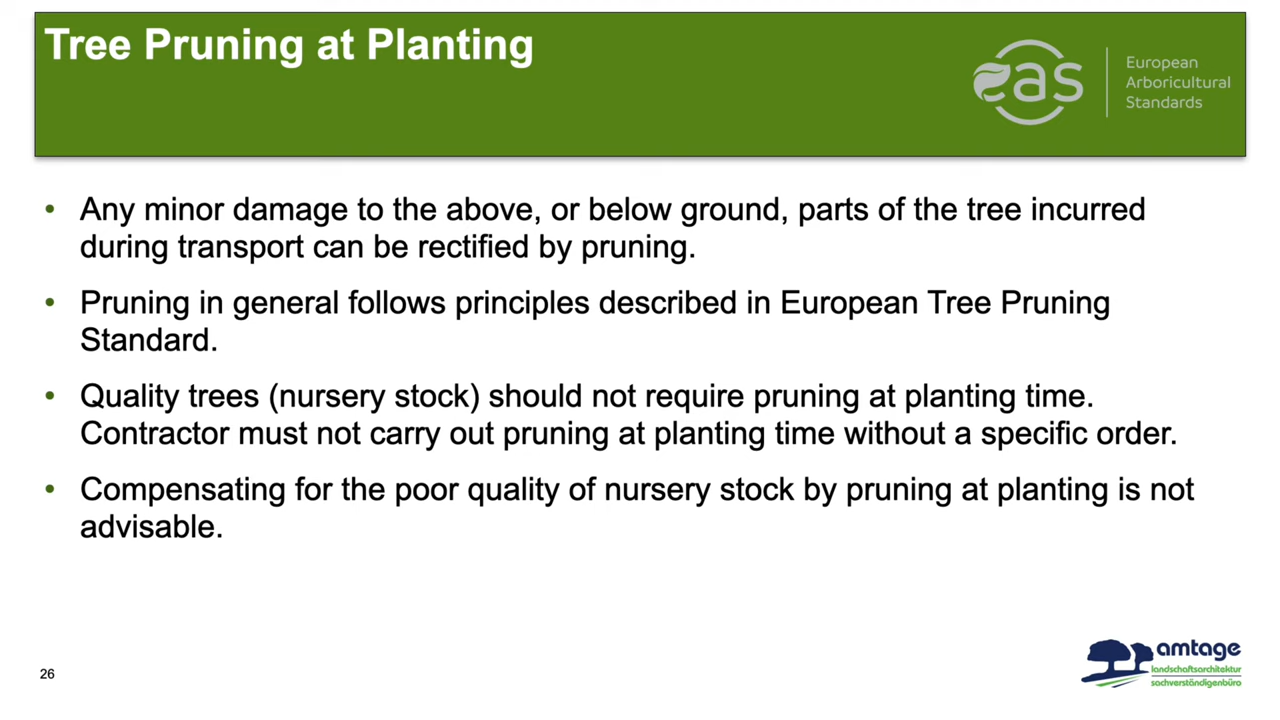 Tree Pruning at Planting
eas
European
Arboricultural
Standards
• Any minor damage to the above, or below ground, parts of the tree incurred
during transport can be rectified by pruning.
• Pruning in general follows principles described in European Tree Pruning
Standard.
• Quality trees (nursery stock) should not require pruning at planting time.
Contractor must not carry out pruning at planting time without a specific order.
• Compensating for the poor quality of nursery stock by pruning at planting is not
advisable.
26
amtage
landschaftsarchitektur
sachverständigenbüro